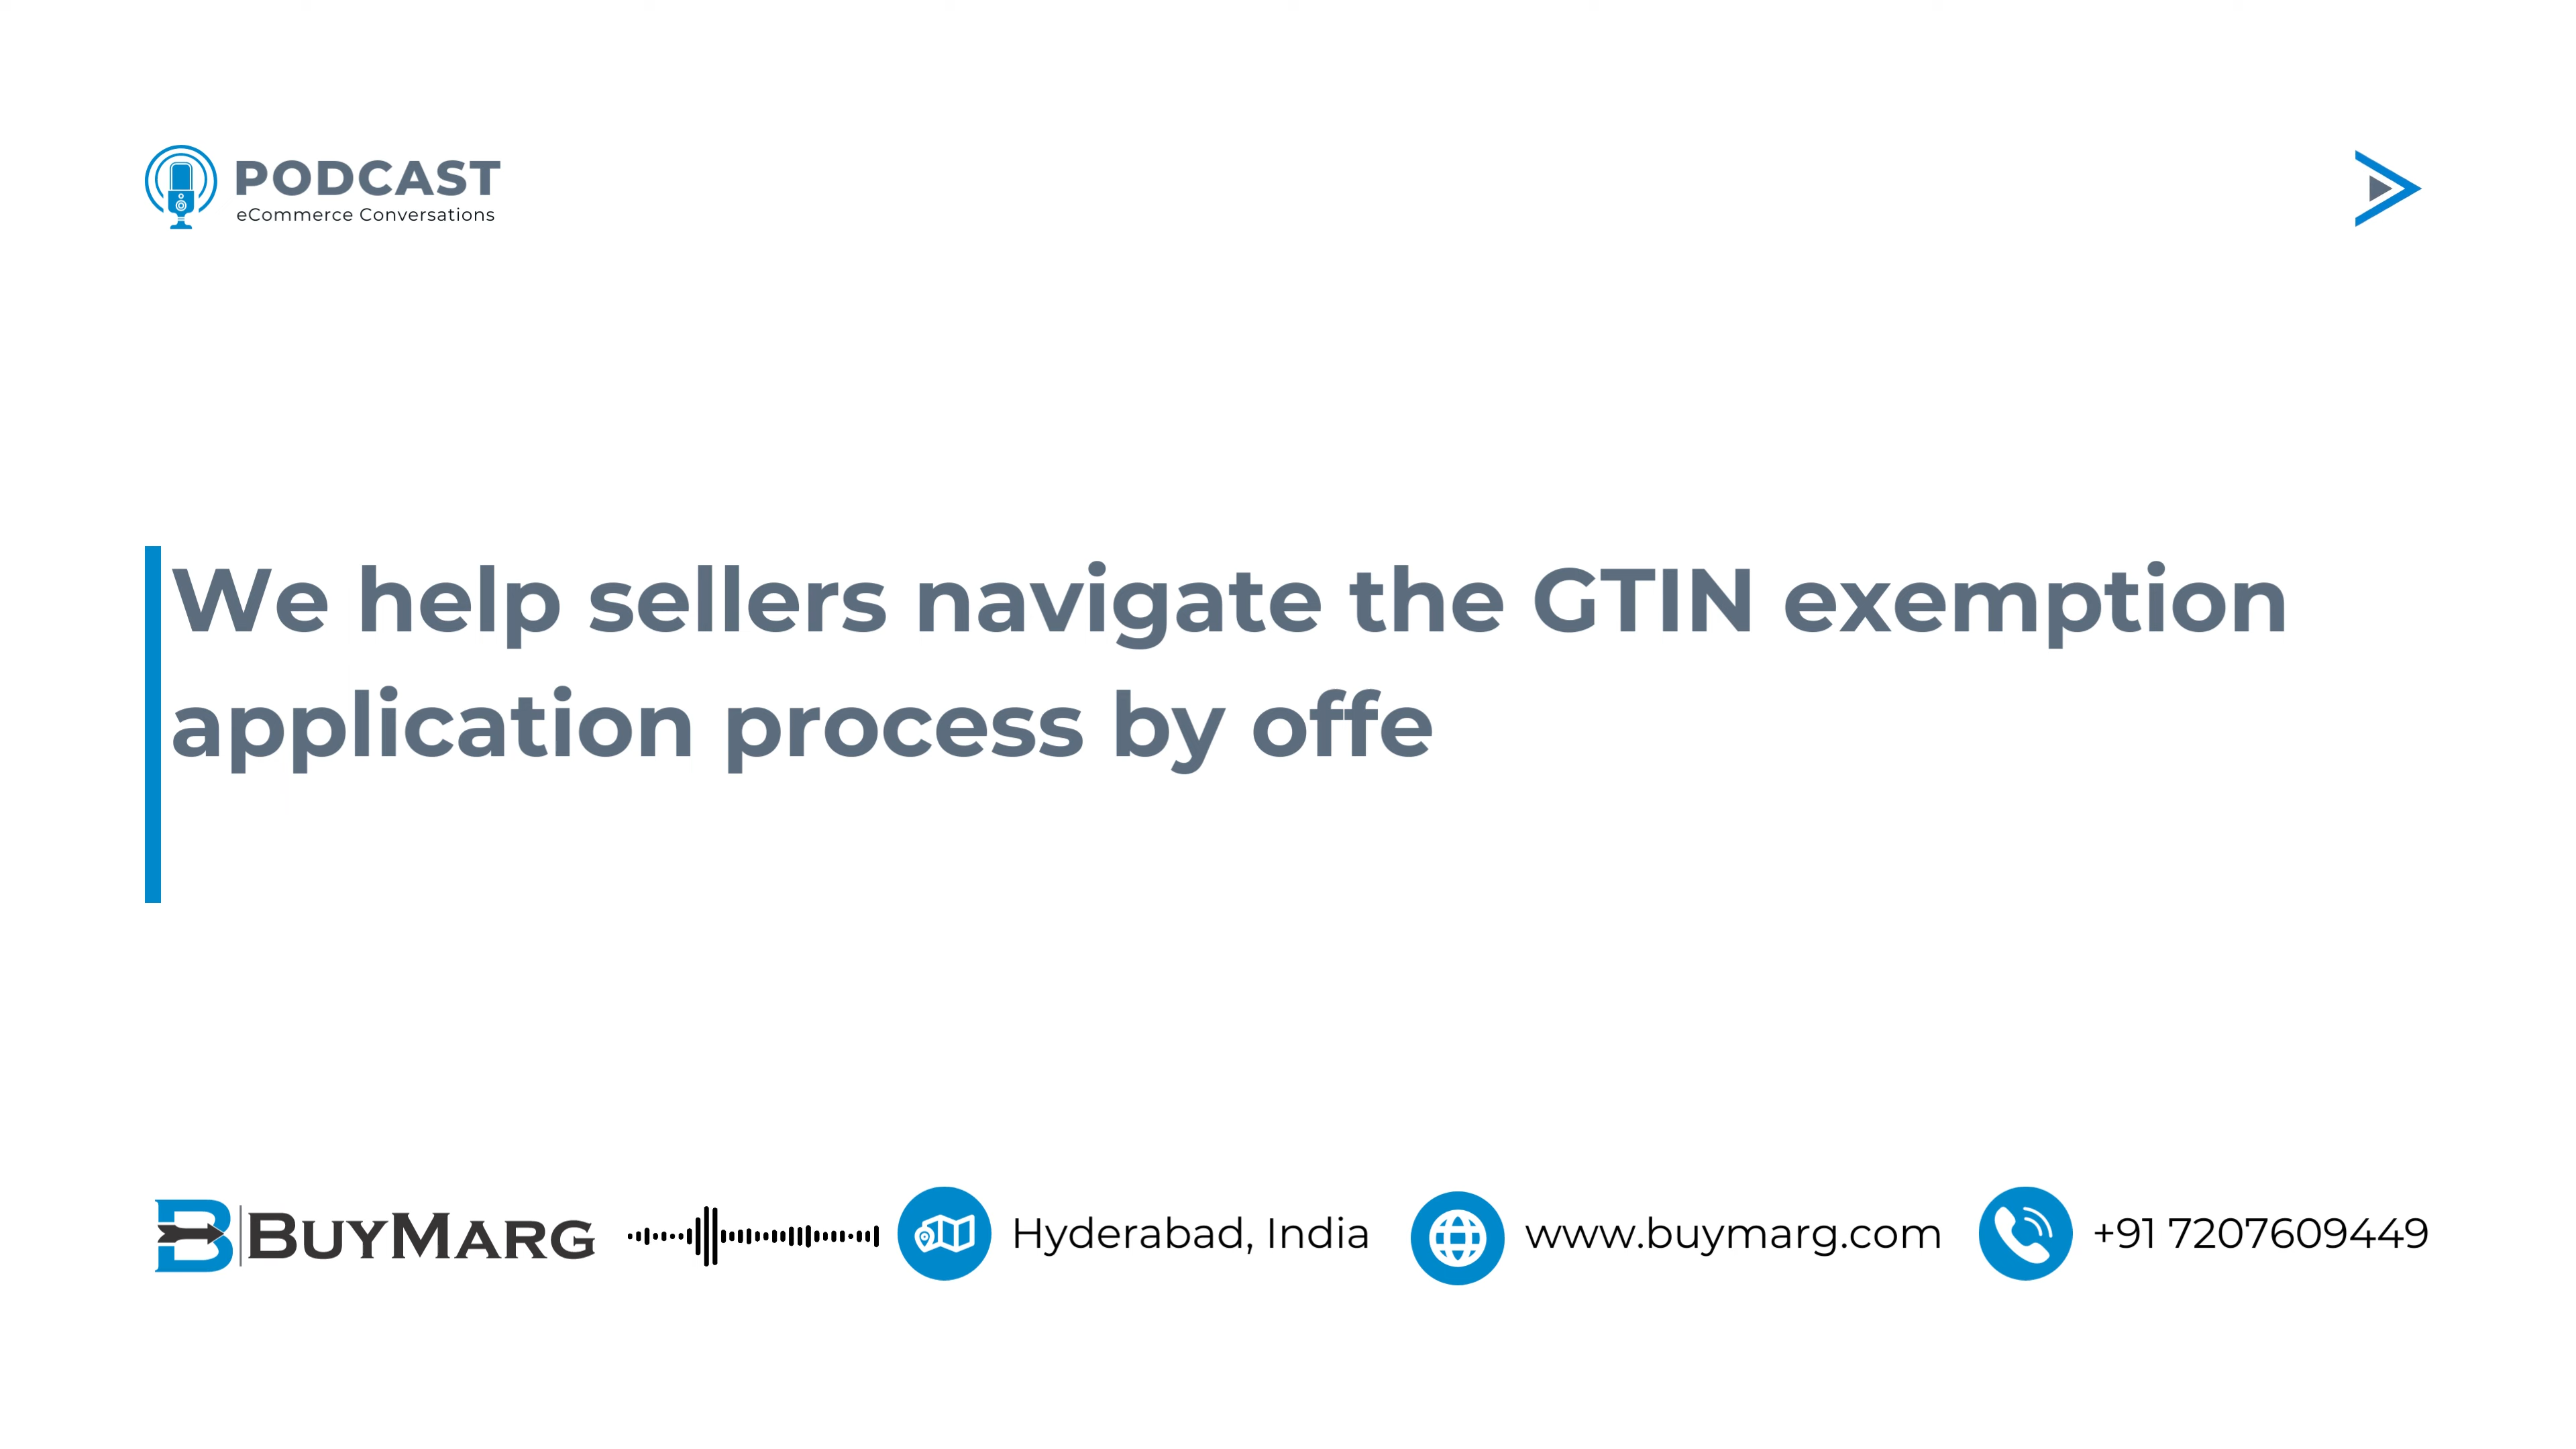 PODCAST
eCommerce Conversations
We help sellers navigate the GTIN exemption
application process by offe
B BUYMARG
Hyderabad, India
www.buymarg.com
+91 7207609449